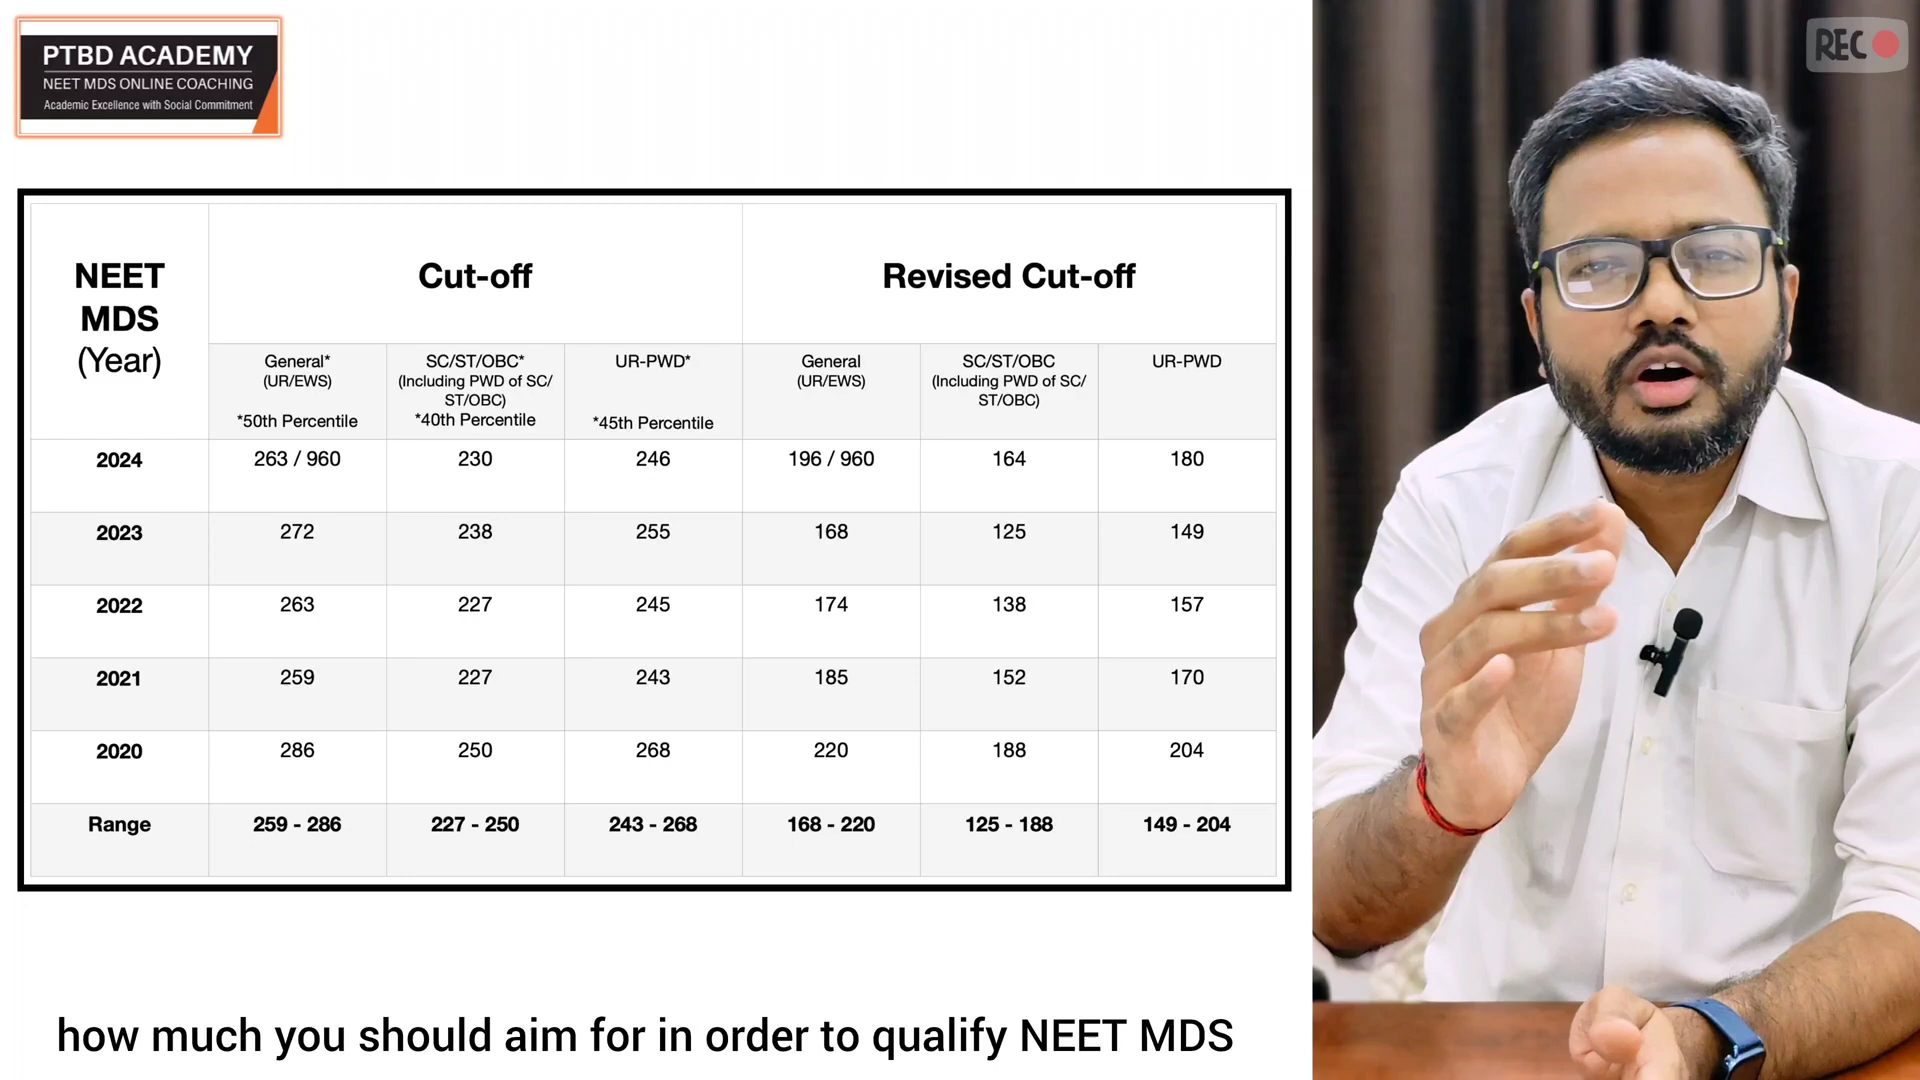 PTBD ACADEMY
NEET MDS ONLINE COACHING
Academic Excellence with Social Commitment
REC
NEET
MDS
(Year)
Cut-off
Revised Cut-off
General*
(UR/EWS)
*50th Percentile
SC/ST/OBC*
(Including PWD of SC/
ST/OBC)
*40th Percentile
UR-PWD*
*45th Percentile
General
(UR/EWS)
SC/ST/OBC
(Including PWD of SC/
ST/OBC)
UR-PWD
2024 263 / 960 230 246 196 / 960 164 180
2023 272 238 255 168 125 149
2022 263 227 245 174 138 157
2021 259 227 243 185 152 170
2020 286 250 268 220 188 204
Range 259 - 286 227 - 250 243 - 268 168 - 220 125 - 188 149 - 204
how much you should aim for in order to qualify NEET MDS